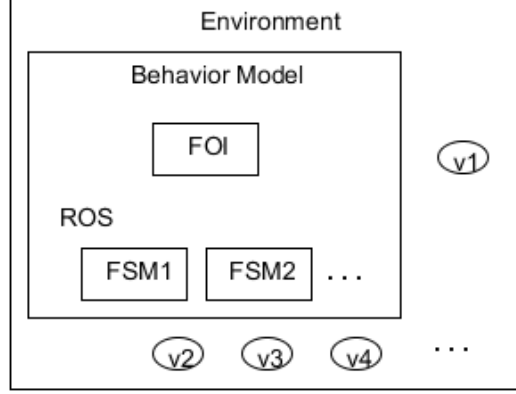 Environment
Behavior Model
FOI
v1
ROS
FSM1 FSM2 ...
v2 v3 v4 ...